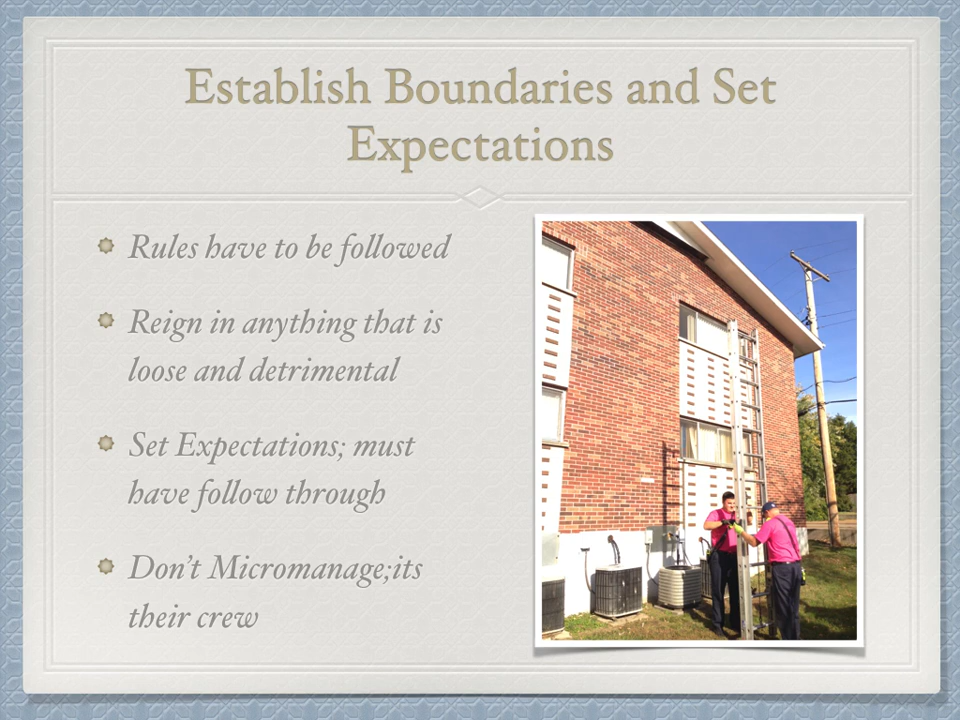 Establish Boundaries and Set
Expectations
Rules have to be followed
Reign in anything that is
loose and detrimental
Set Expectations; must
have follow through
Don't Micromanage;its
their crew